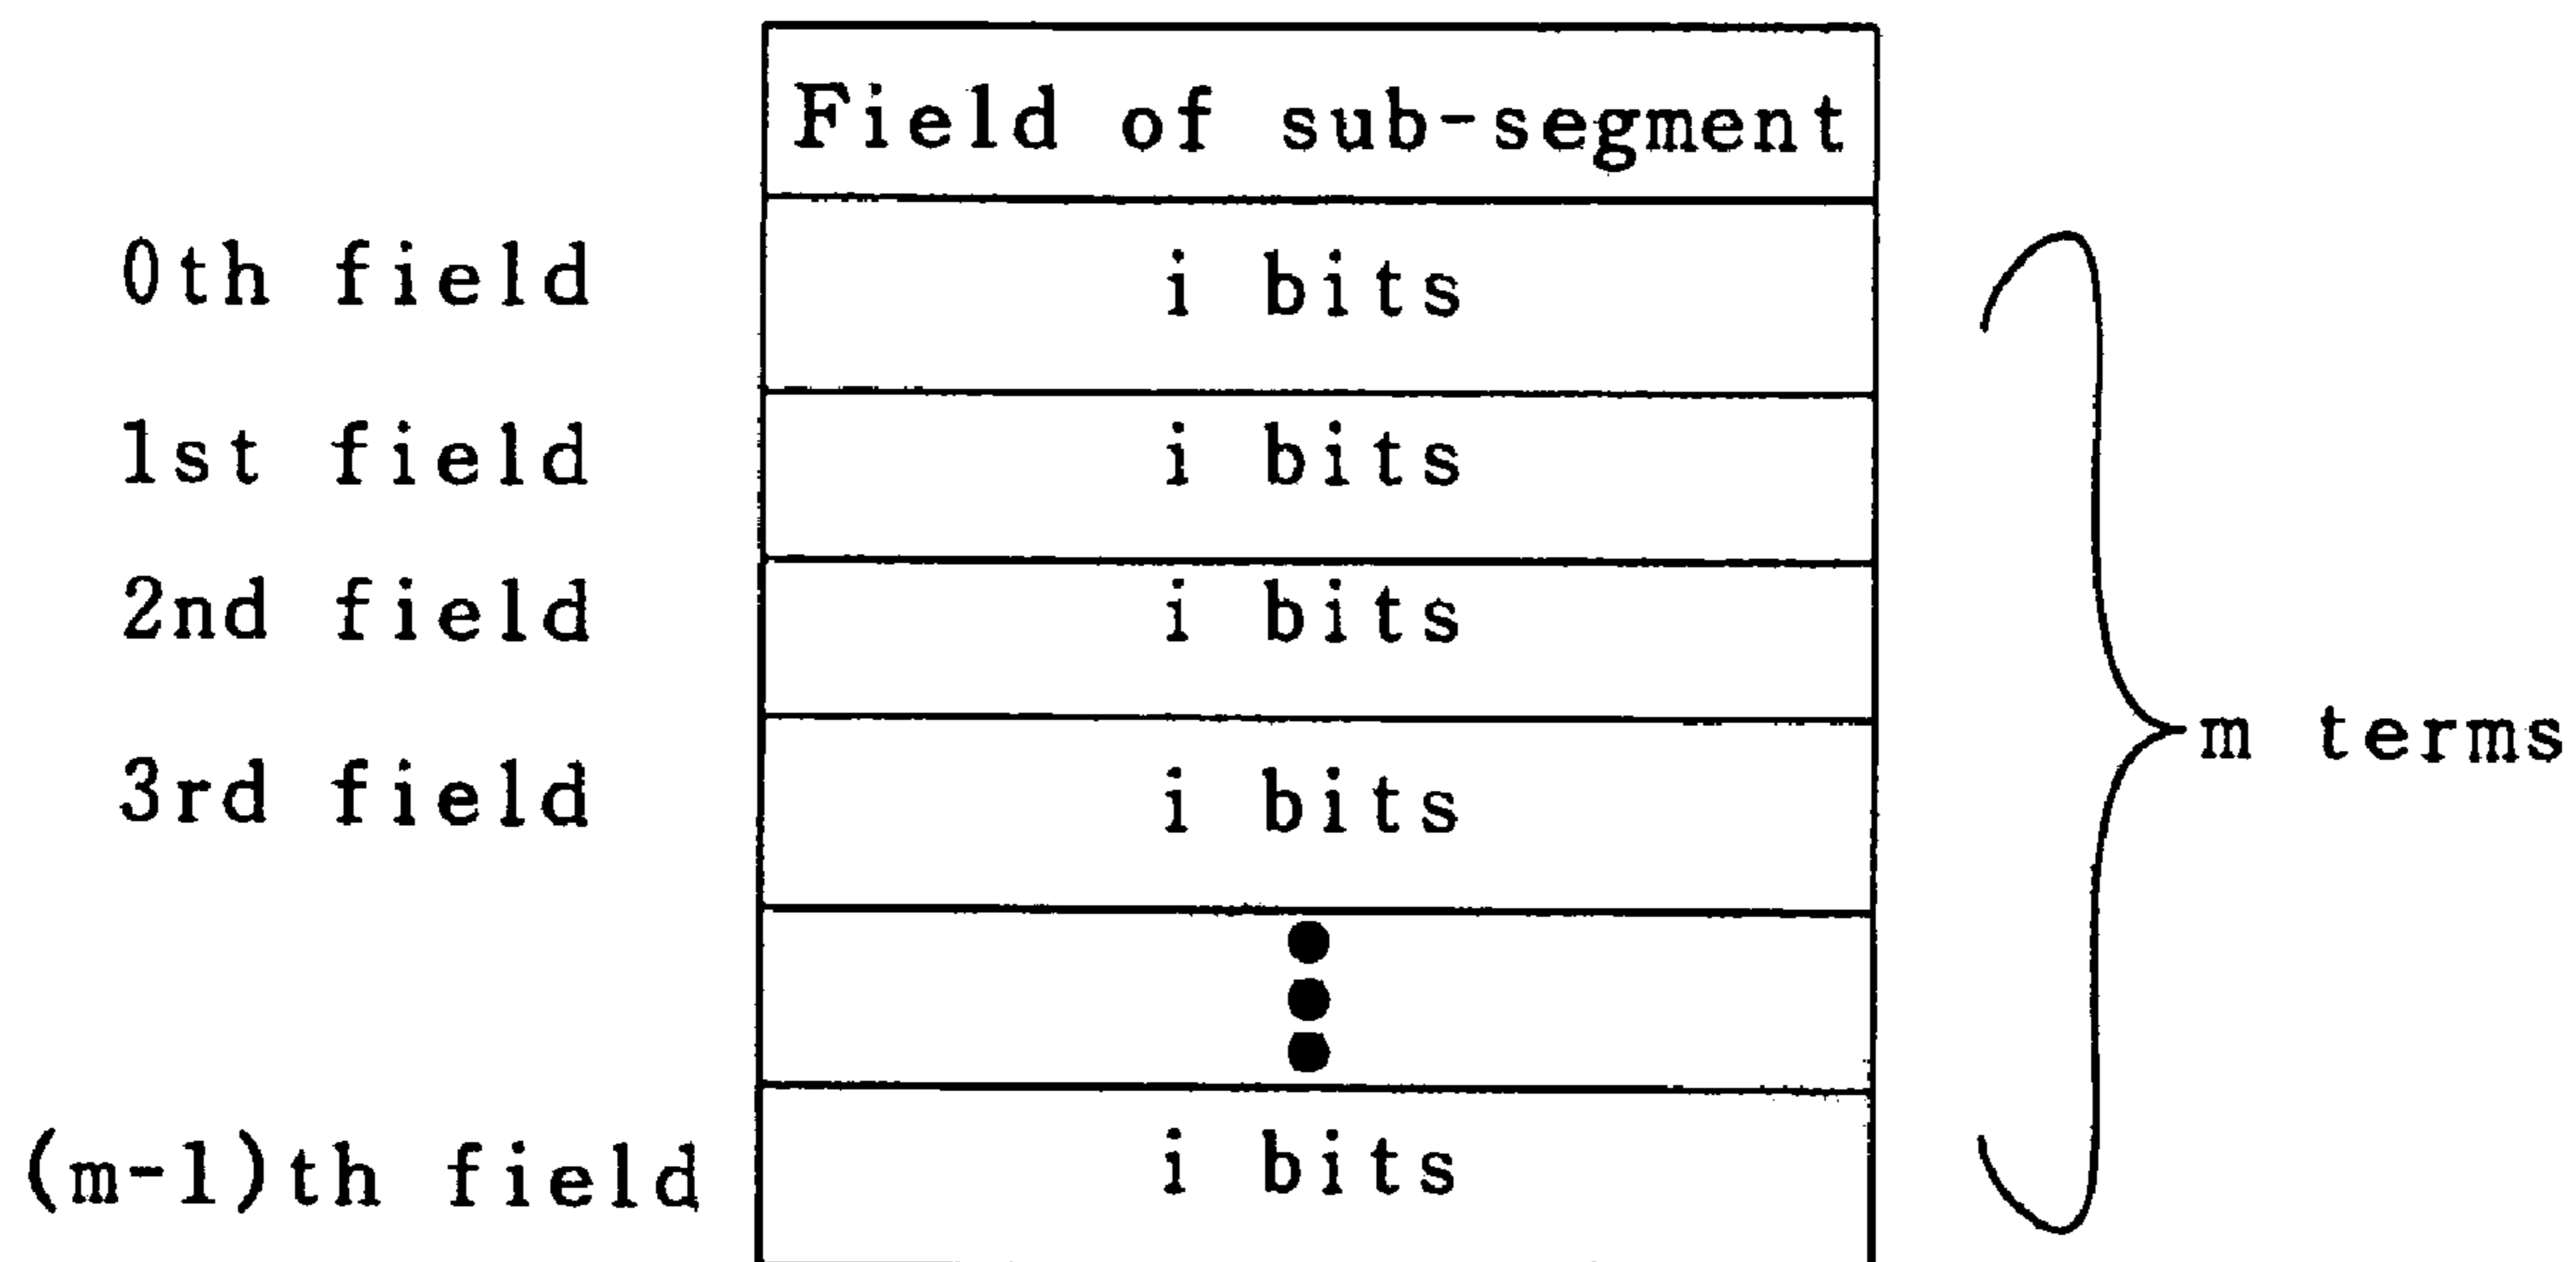 Field of sub-segment
0th field i bits
1st field i bits
2nd field i bits
3rd field i bits
m terms
(m-1)th field i bits